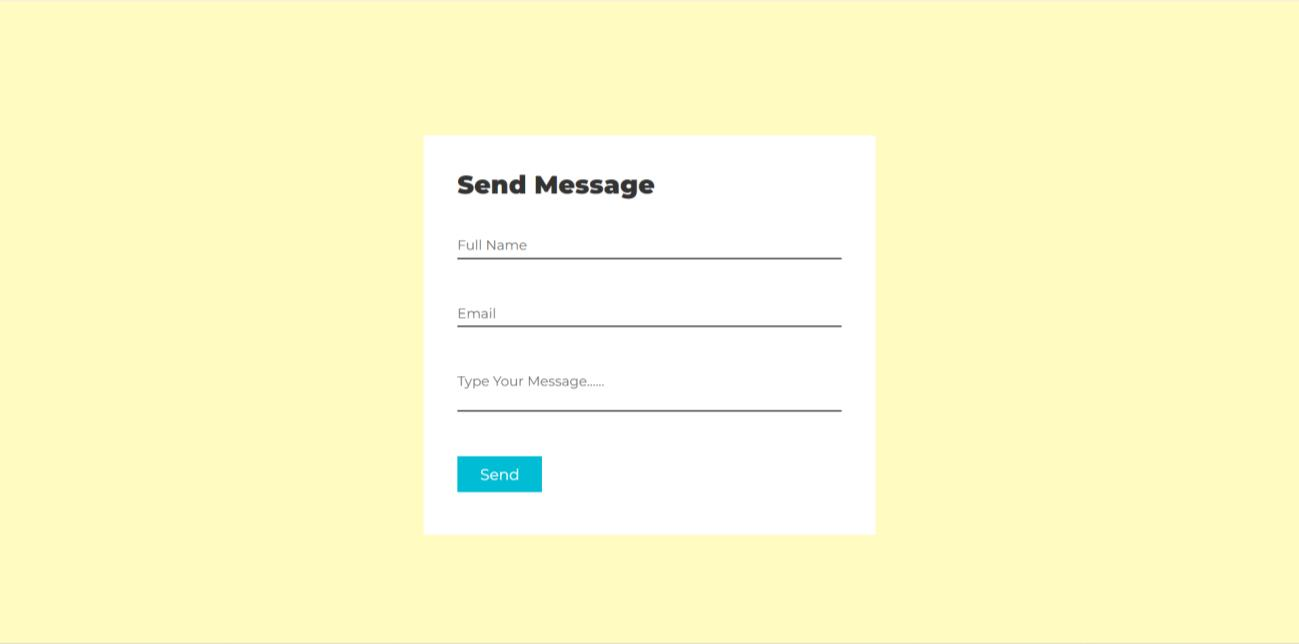 Send Message
Full Name
Email
Type Your Message......
Send